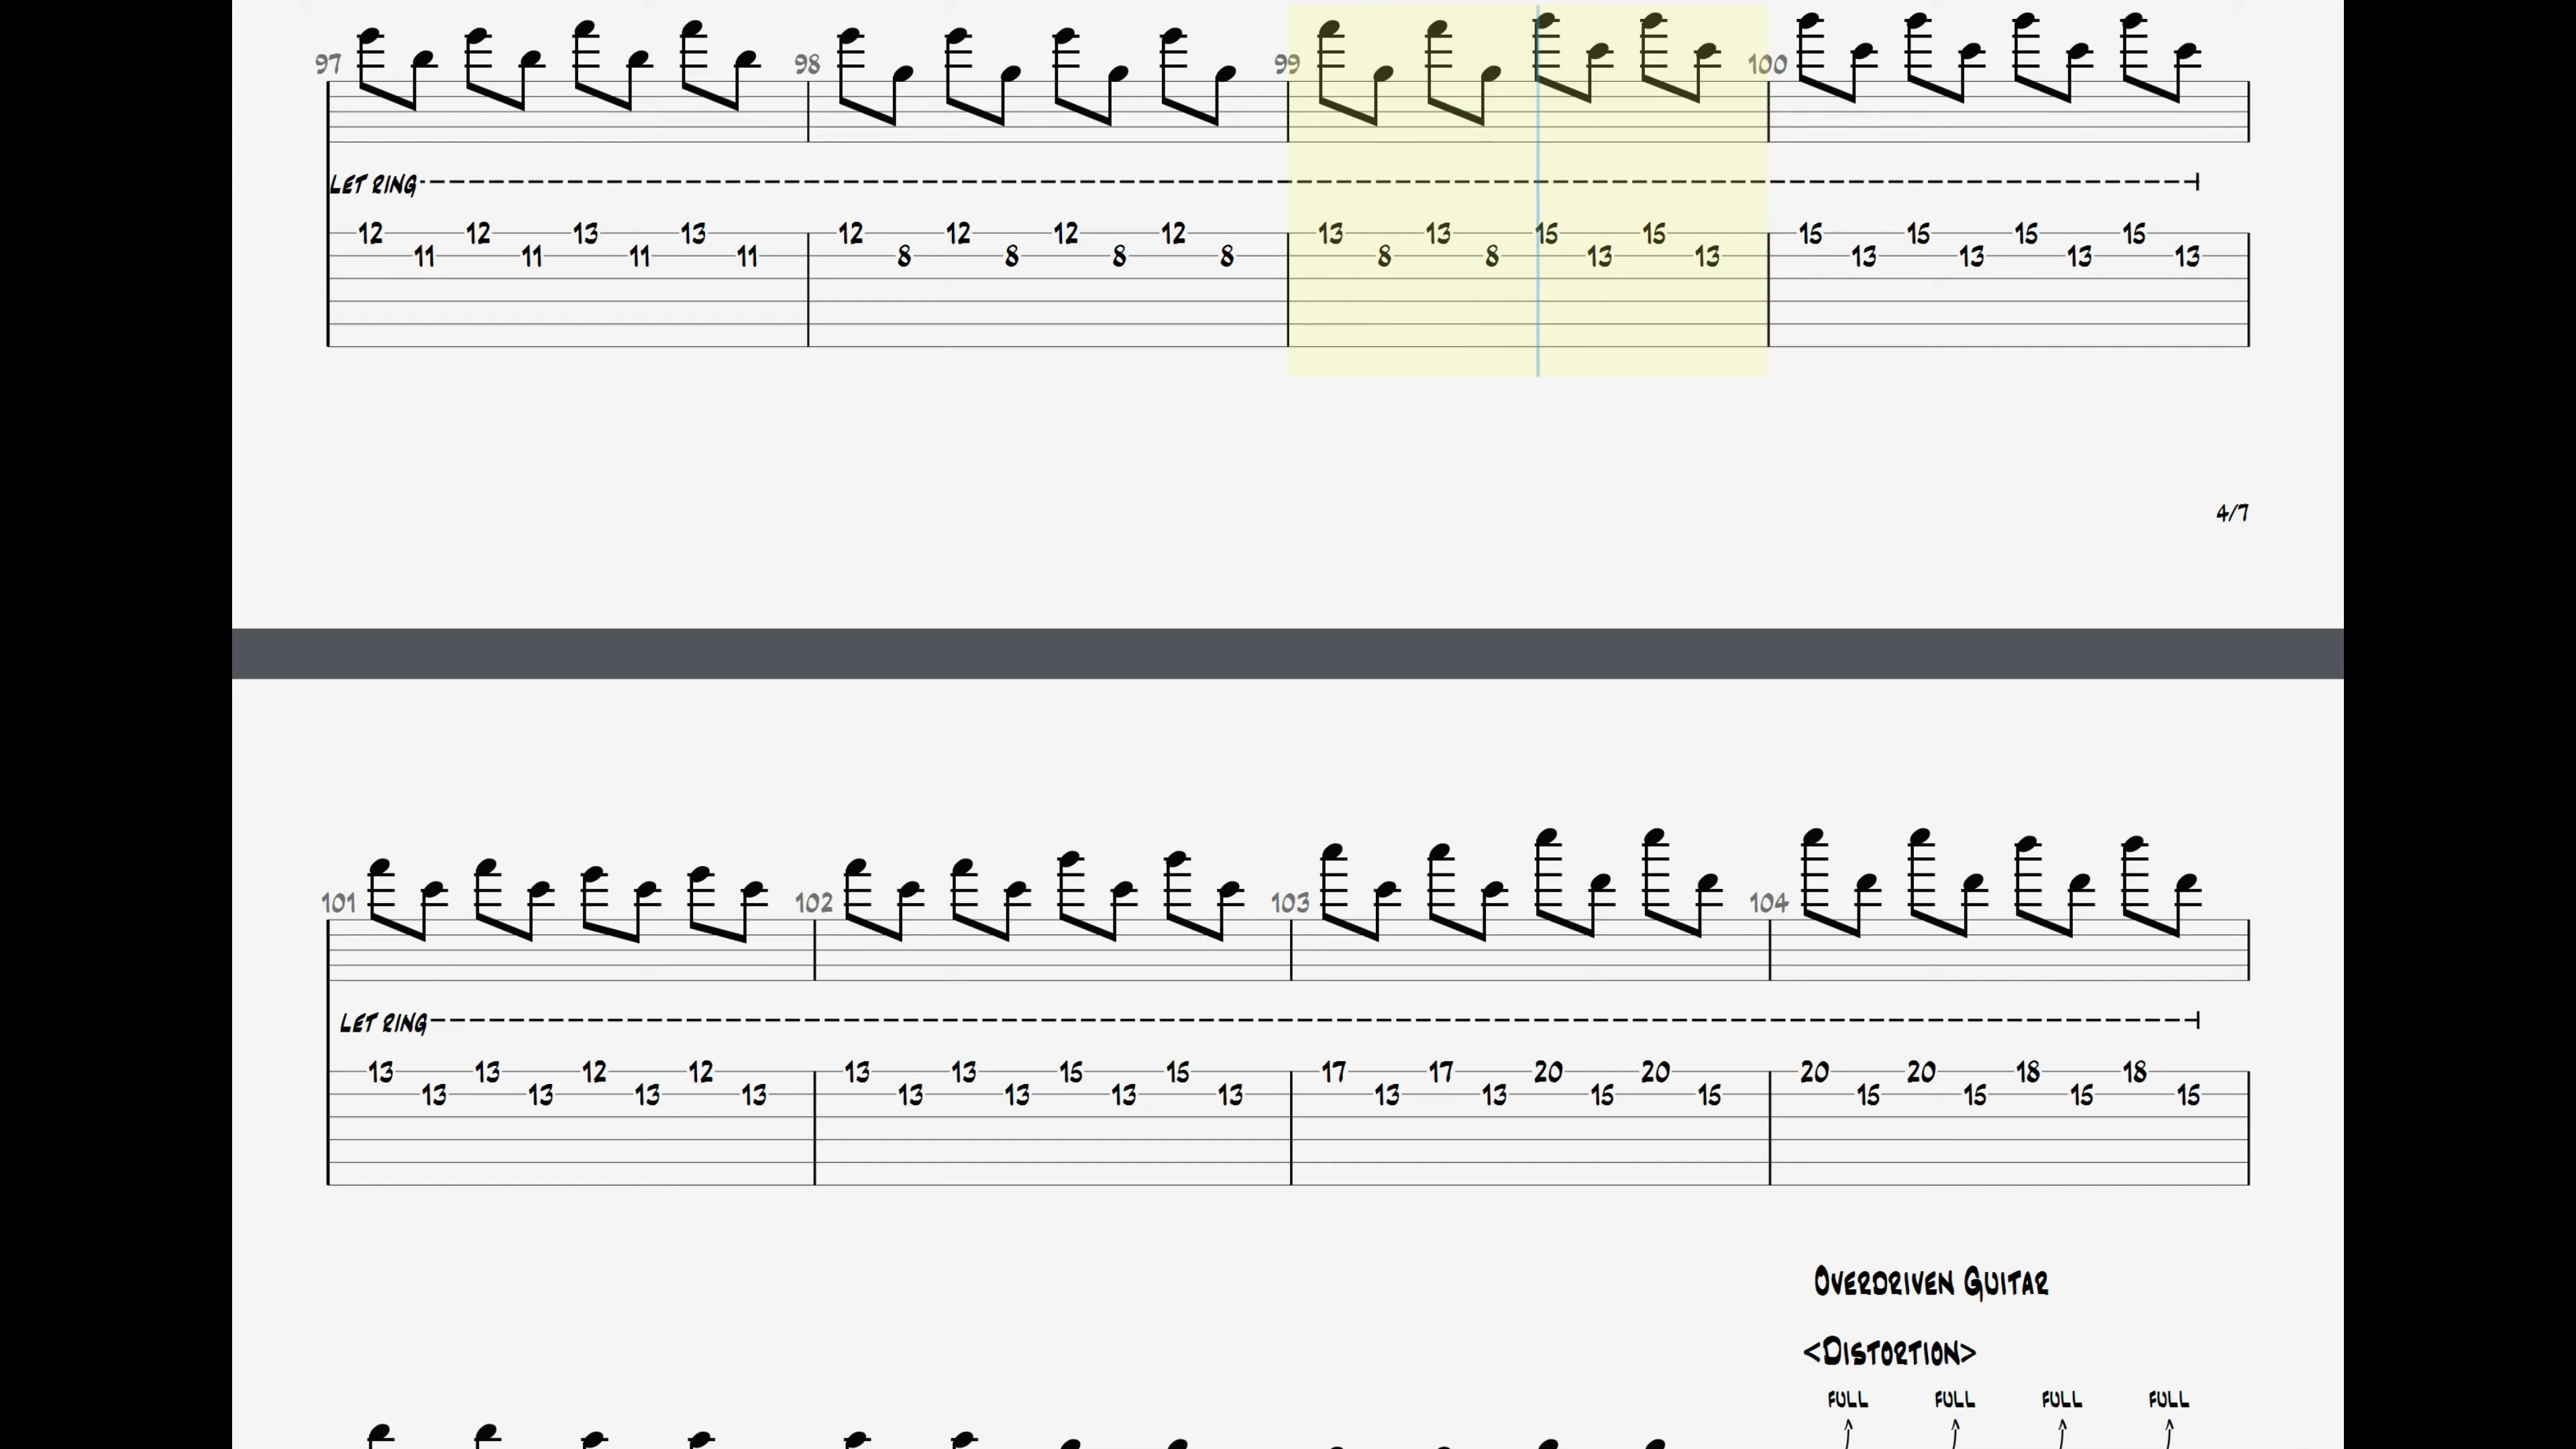 97 98 99 100
LET RING
12 11 12 11 13 11 13 11 12 8 12 8 12 8 12 8 13 8 13 8 15 13 15 13 15 13 15 13 15 13 15 13
4/7
101 102 103 104
LET RING
13 13 13 13 12 13 12 13 13 13 13 13 15 13 15 13 17 13 17 13 20 15 20 15 20 15 20 15 18 15 18 15
OVERDRIVEN GUITAR
<DISTORTION>
FULL FULL FULL FULL